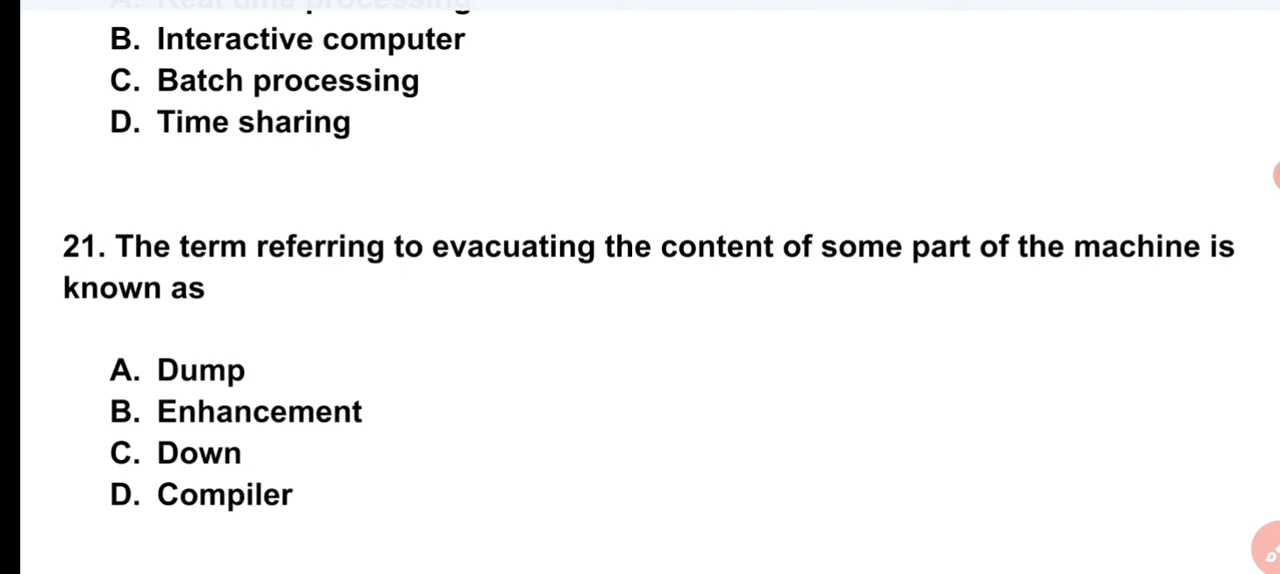 B. Interactive computer
C. Batch processing
D. Time sharing
21. The term referring to evacuating the content of some part of the machine is
known as
A. Dump
B. Enhancement
C. Down
D. Compiler